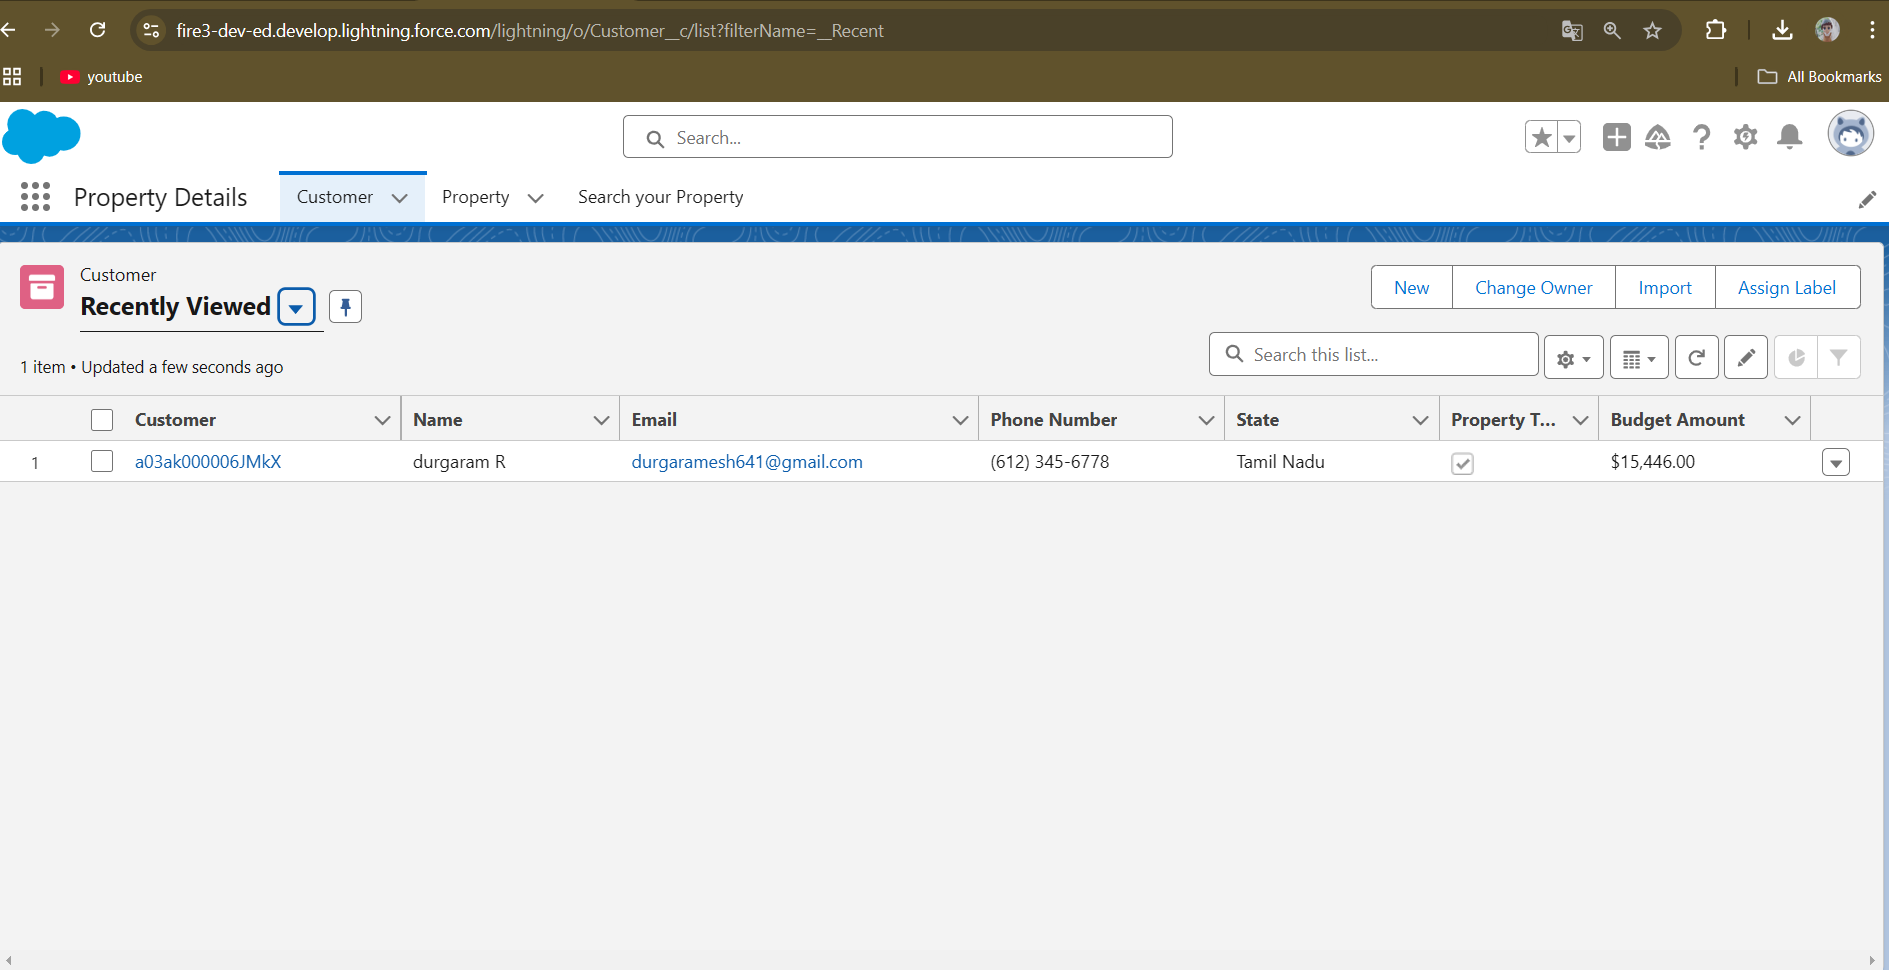 fire3-dev-ed.develop.lightning.force.com/lightning/o/Customer__c/list?filterName=__Recent
youtube
All Bookmarks
Search...
Property Details
Customer
Property
Search your Property
Customer
Recently Viewed
New
Change Owner
Import
Assign Label
1 item • Updated a few seconds ago
Search this list...
Customer
Name
Email
Phone Number
State
Property T...
Budget Amount
1
a03ak000006JMkX
durgaram R
durgaramesh641@gmail.com
(612) 345-6778
Tamil Nadu
$15,446.00